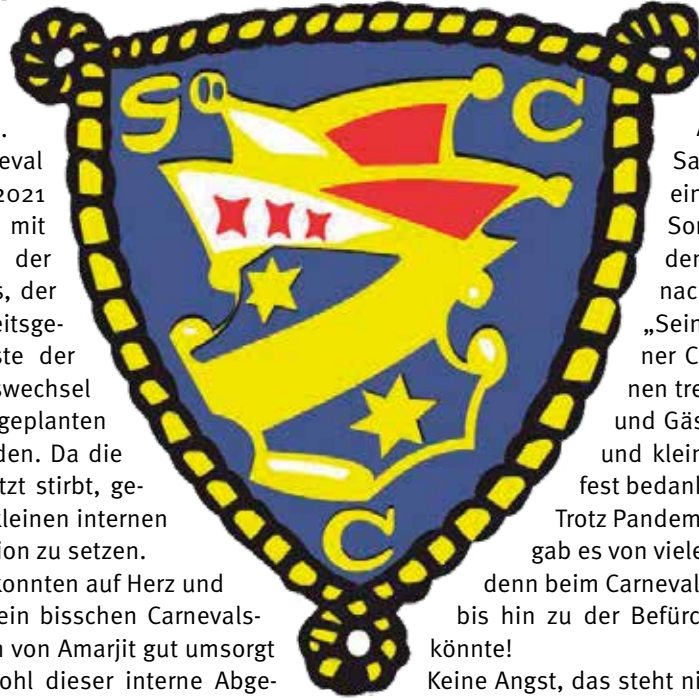 G C
C
eval
2021
mit
der
s, der
eitsge-
ste der
swechsel
geplanten
den. Da die
tzt stirbt, ge-
kleinen internen
ion zu setzen.
konnten auf Herz und
ein bisschen Carnevals-
n von Amarjit gut umsorgt
ohl dieser interne Abge-
Sa
ein
Son
den
nac
„Sein
ner C
nen tre
und Gäs
und klein
fest bedank
Trotz Pandem
gab es von viele
denn beim Carneval
bis hin zu der Befürc
könnte!
Keine Angst, das steht ni